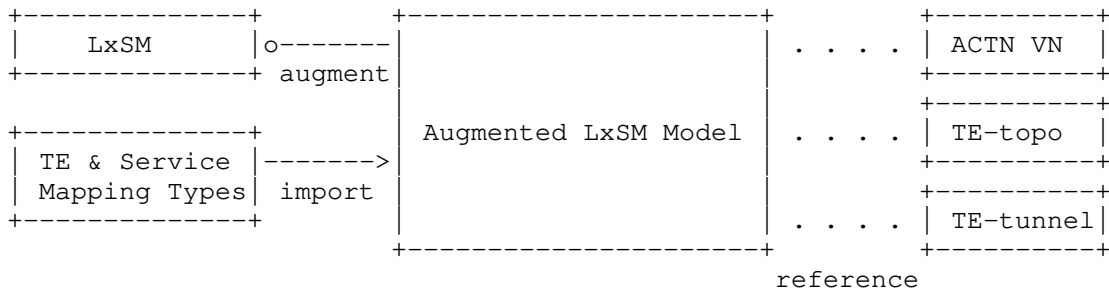 LxSM
augment
ACTN VN
TE & Service
Mapping Types
import
Augmented LxSM Model
TE-topo
TE-tunnel
reference